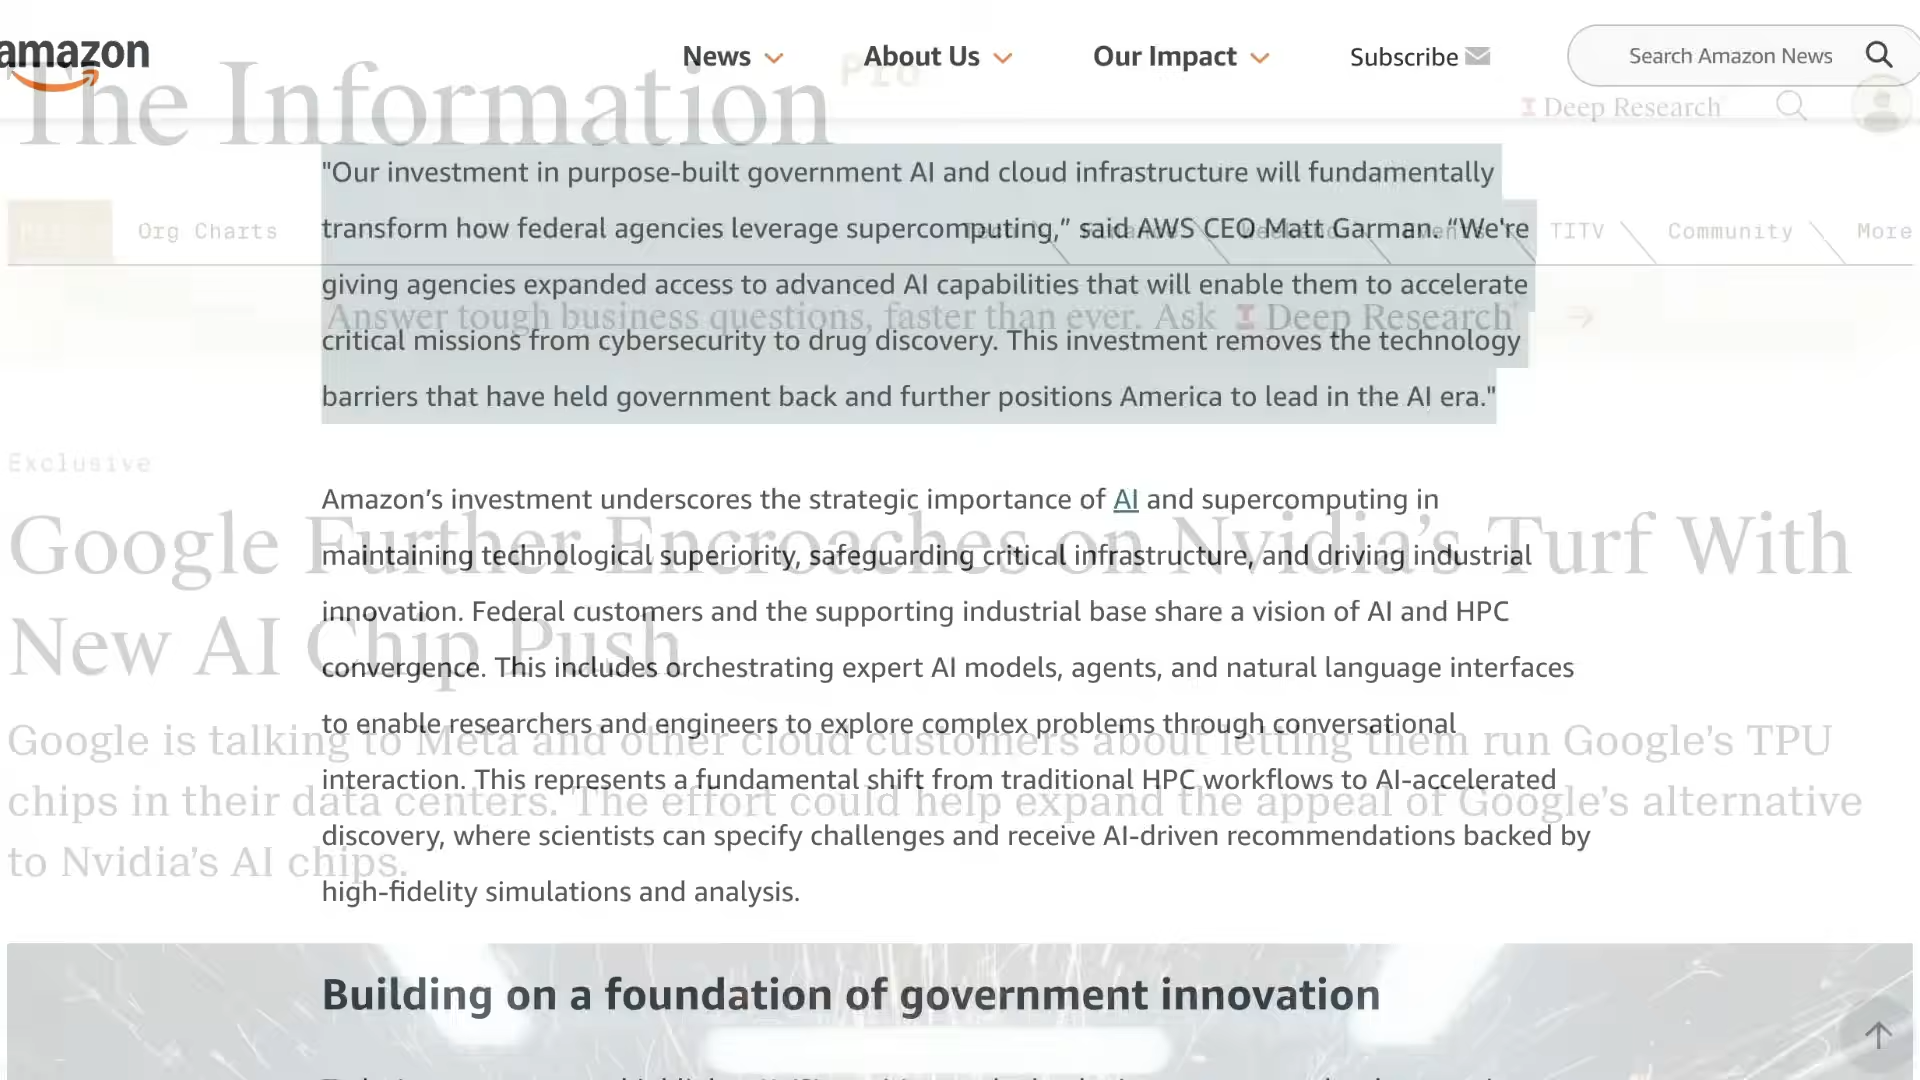 amazon
News
About Us
Our Impact
Subscribe
Search Amazon News
"Our investment in purpose-built government AI and cloud infrastructure will fundamentally
transform how federal agencies leverage supercomputing,” said AWS CEO Matt Garman. “We're
giving agencies expanded access to advanced AI capabilities that will enable them to accelerate
critical missions from cybersecurity to drug discovery. This investment removes the technology
barriers that have held government back and further positions America to lead in the AI era."
Amazon’s investment underscores the strategic importance of AI and supercomputing in
maintaining technological superiority, safeguarding critical infrastructure, and driving industrial
innovation. Federal customers and the supporting industrial base share a vision of AI and HPC
convergence. This includes orchestrating expert AI models, agents, and natural language interfaces
to enable researchers and engineers to explore complex problems through conversational
interaction. This represents a fundamental shift from traditional HPC workflows to AI-accelerated
discovery, where scientists can specify challenges and receive AI-driven recommendations backed by
high-fidelity simulations and analysis.
Building on a foundation of government innovation
The Information
Pro
Deep Research
Org Charts
Tech
Finance
Weekend
Events
TITV
Community
More
Answer tough business questions, faster than ever. Ask Deep Research
Exclusive
Google Further Encroaches on Nvidia’s Turf With
New AI Chip Push
Google is talking to Meta and other cloud customers about letting them run Google’s TPU
chips in their data centers. The effort could help expand the appeal of Google’s alternative
to Nvidia’s AI chips.